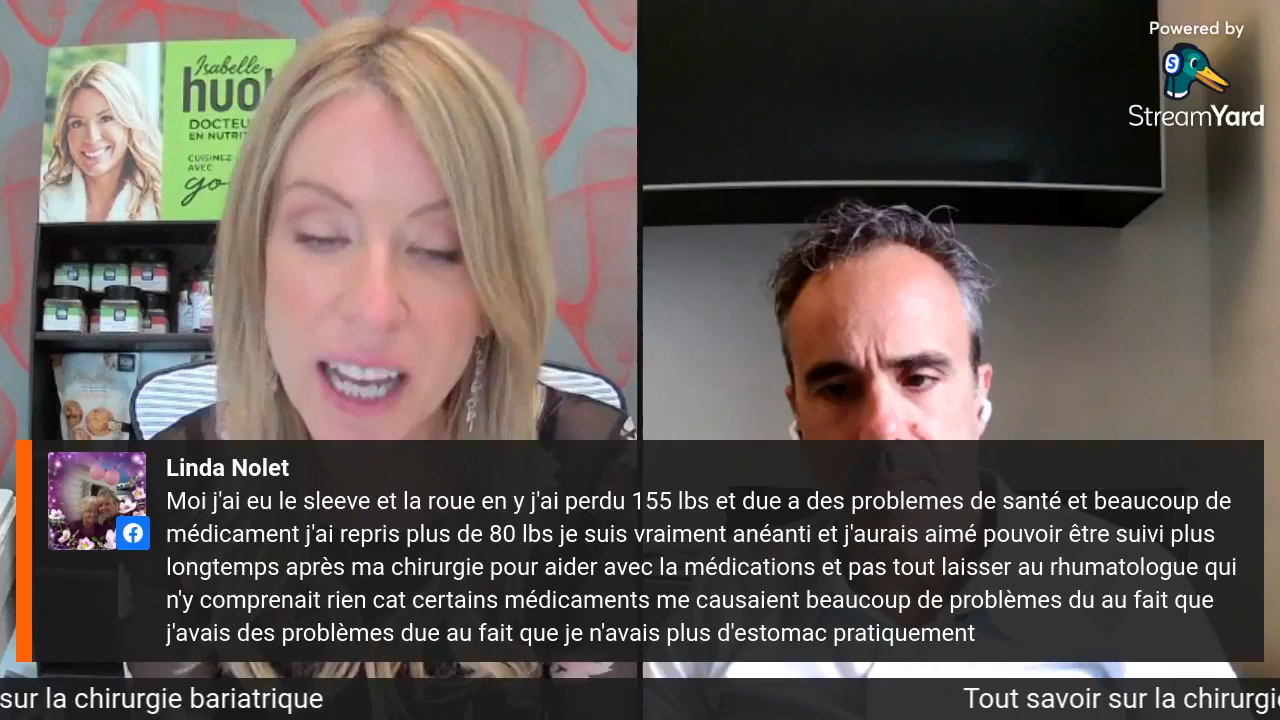 Powered by
StreamYard
Isabelle
DOCTEU
EN NUTRIT
CUISINEZ
AVEC
go
Linda Nolet
Moi j'ai eu le sleeve et la roue en y j'ai perdu 155 lbs et due a des problemes de santé et beaucoup de
médicament j'ai repris plus de 80 lbs je suis vraiment anéanti et j'aurais aimé pouvoir être suivi plus
longtemps après ma chirurgie pour aider avec la médications et pas tout laisser au rhumatologue qui
n'y comprenait rien cat certains médicaments me causaient beaucoup de problèmes du au fait que
j'avais des problèmes due au fait que je n'avais plus d'estomac pratiquement
sur la chirurgie bariatrique
Tout savoir sur la chirurgi